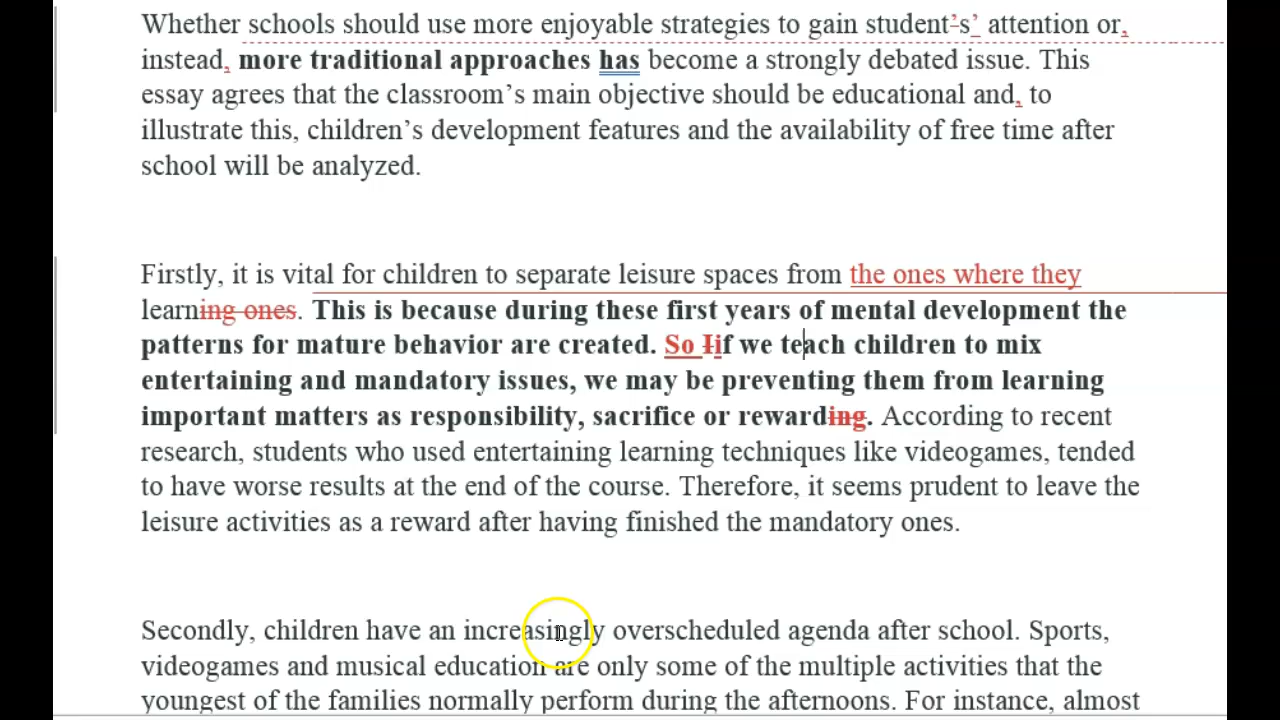 Whether schools should use more enjoyable strategies to gain student's' attention or,
instead, more traditional approaches has become a strongly debated issue. This
essay agrees that the classroom's main objective should be educational and, to
illustrate this, children's development features and the availability of free time after
school will be analyzed.
Firstly, it is vital for children to separate leisure spaces from the ones where they
learning ones. This is because during these first years of mental development the
patterns for mature behavior are created. So Iif we teach children to mix
entertaining and mandatory issues, we may be preventing them from learning
important matters as responsibility, sacrifice or rewarding. According to recent
research, students who used entertaining learning techniques like videogames, tended
to have worse results at the end of the course. Therefore, it seems prudent to leave the
leisure activities as a reward after having finished the mandatory ones.
Secondly, children have an increasingly overscheduled agenda after school. Sports,
videogames and musical education are only some of the multiple activities that the
youngest of the families normally perform during the afternoons. For instance, almost